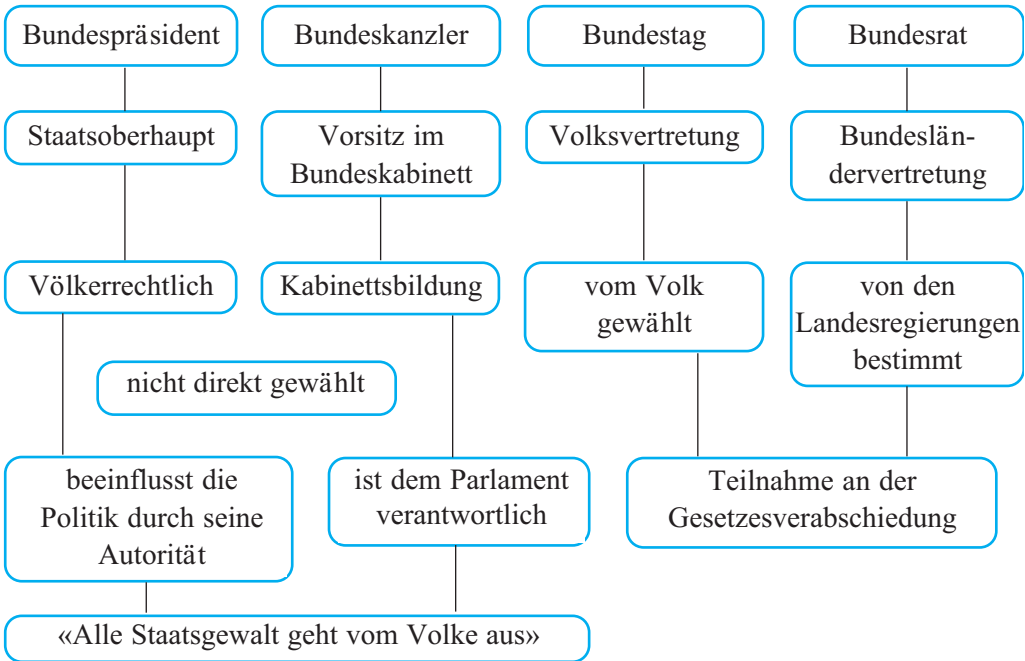 Bundespräsident
Bundeskanzler
Bundestag
Bundesrat
Staatsoberhaupt
Vorsitz im
Bundeskabinett
Volksvertretung
Bundeslän-
dervertretung
Völkerrechtlich
Kabinettsbildung
vom Volk
gewählt
von den
Landesregierungen
bestimmt
nicht direkt gewählt
beeinflusst die
Politik durch seine
Autorität
ist dem Parlament
verantwortlich
Teilnahme an der
Gesetzesverabschiedung
«Alle Staatsgewalt geht vom Volke aus»